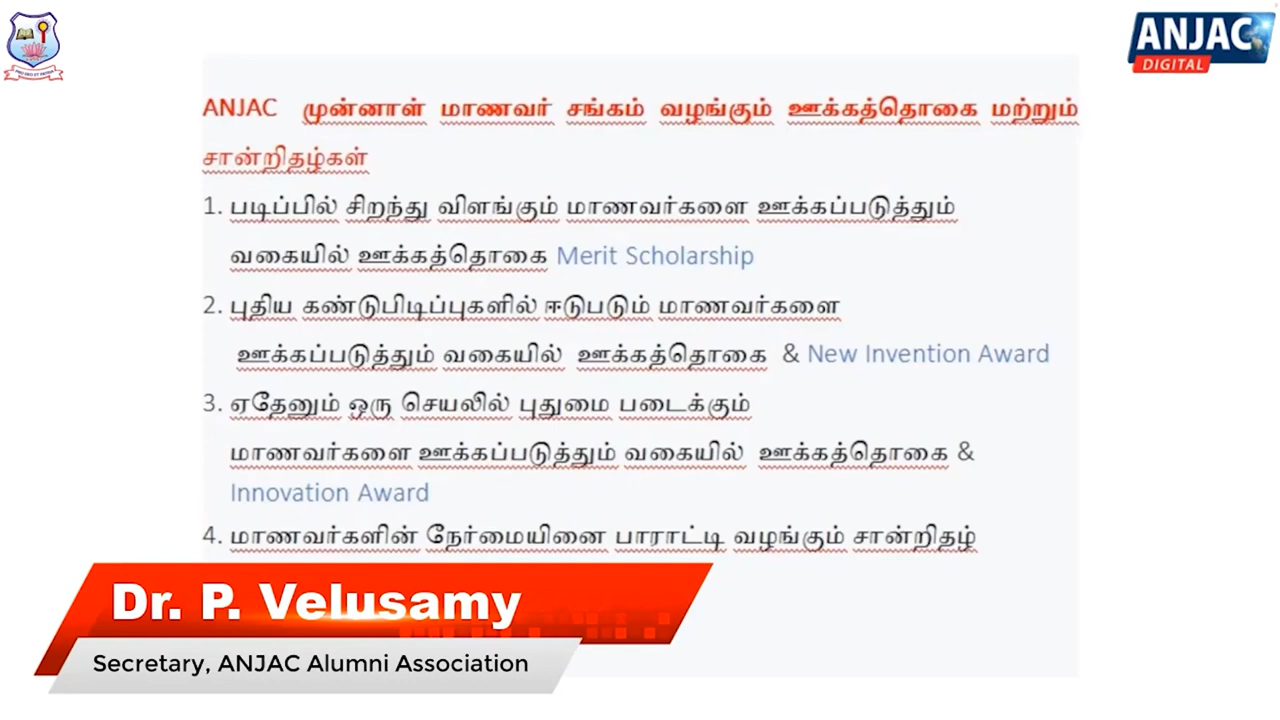 ANJAC
DIGITAL
ANJAC முன்னாள் மாணவர் சங்கம் வழங்கும் ஊக்கத்தொகை மற்றும்
சான்றிதழ்கள்
1. படிப்பில் சிறந்து விளங்கும் மாணவர்களை ஊக்கப்படுத்தும்
வகையில் ஊக்கத்தொகை Merit Scholarship
2. புதிய கண்டுபிடிப்புகளில் ஈடுபடும் மாணவர்களை
ஊக்கப்படுத்தும் வகையில் ஊக்கத்தொகை & New Invention Award
3. ஏதேனும் ஒரு செயலில் புதுமை படைக்கும்
மாணவர்களை ஊக்கப்படுத்தும் வகையில் ஊக்கத்தொகை &
Innovation Award
4. மாணவர்களின் நேர்மையினை பாராட்டி வழங்கும் சான்றிதழ்
Dr. P. Velusamy
Secretary, ANJAC Alumni Association